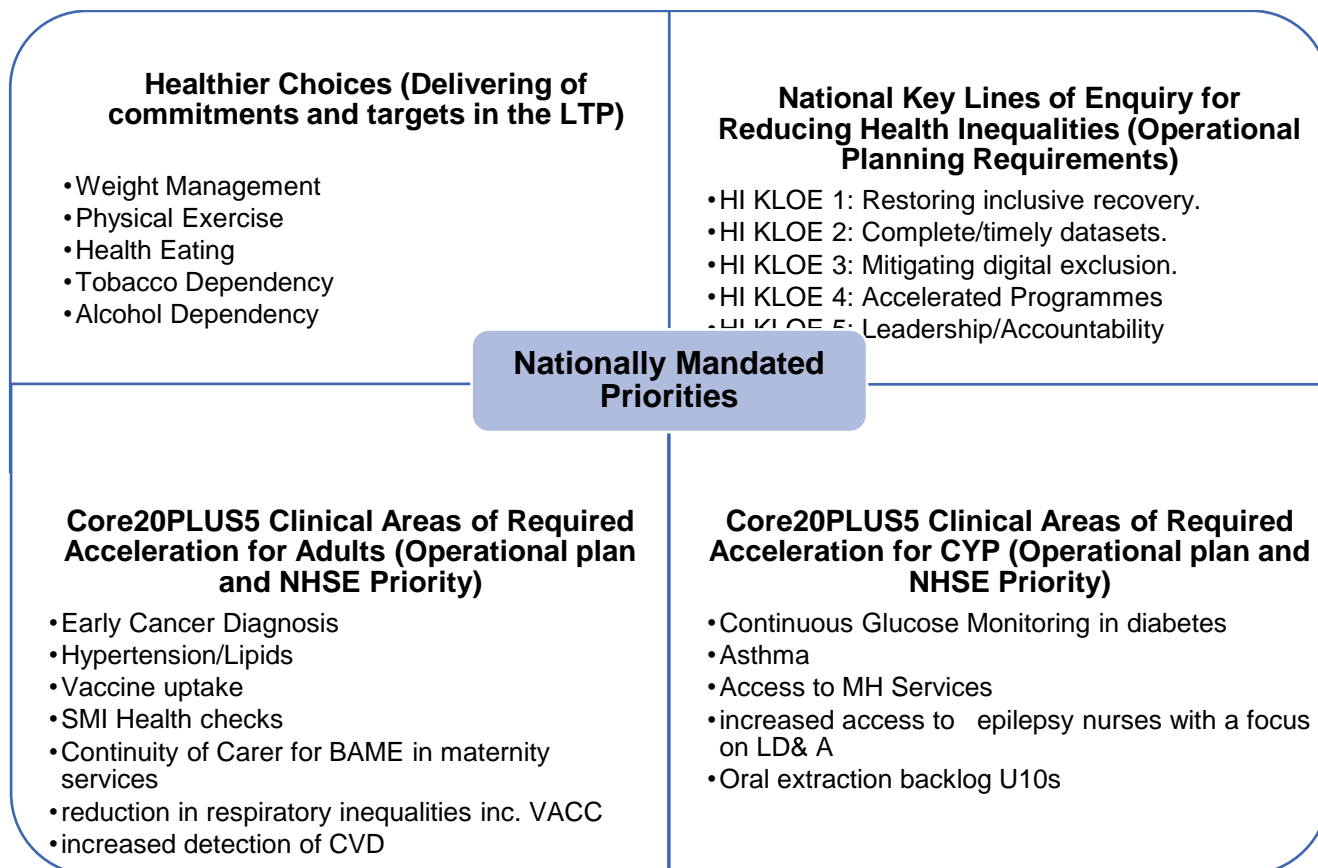 Healthier Choices (Delivering of
commitments and targets in the LTP)
•Weight Management
•Physical Exercise
•Health Eating
•Tobacco Dependency
•Alcohol Dependency
National Key Lines of Enquiry for
Reducing Health Inequalities (Operational
Planning Requirements)
•HI KLOE 1: Restoring inclusive recovery.
•HI KLOE 2: Complete/timely datasets.
•HI KLOE 3: Mitigating digital exclusion.
•HI KLOE 4: Accelerated Programmes
•HI KLOE 5: Leadership/Accountability
Nationally Mandated
Priorities
Core20PLUS5 Clinical Areas of Required
Acceleration for Adults (Operational plan
and NHSE Priority)
•Early Cancer Diagnosis
•Hypertension/Lipids
•Vaccine uptake
•SMI Health checks
•Continuity of Carer for BAME in maternity
services
•reduction in respiratory inequalities inc. VACC
•increased detection of CVD
Core20PLUS5 Clinical Areas of Required
Acceleration for CYP (Operational plan and
NHSE Priority)
•Continuous Glucose Monitoring in diabetes
•Asthma
•Access to MH Services
•increased access to epilepsy nurses with a focus
on LD& A
•Oral extraction backlog U10s